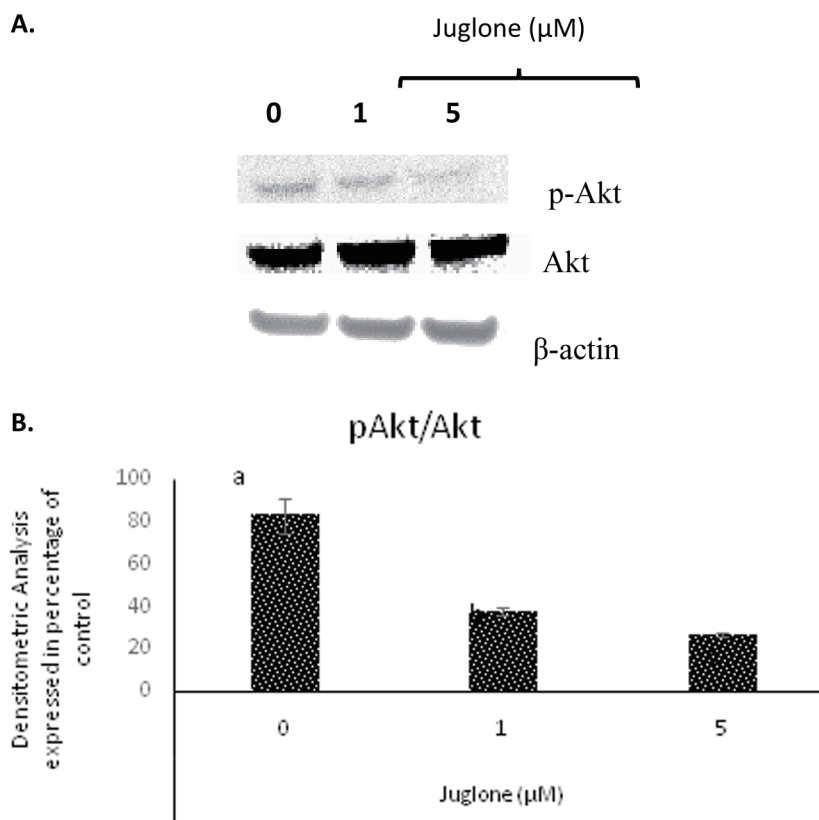 A.
Juglone (µM)
0 1 5
p-Akt
Akt
β-actin
B.
pAkt/Akt
Densitometric Analysis
expressed in percentage of
control
100
80
60
40
20
0
a
0 1 5
Juglone (µM)